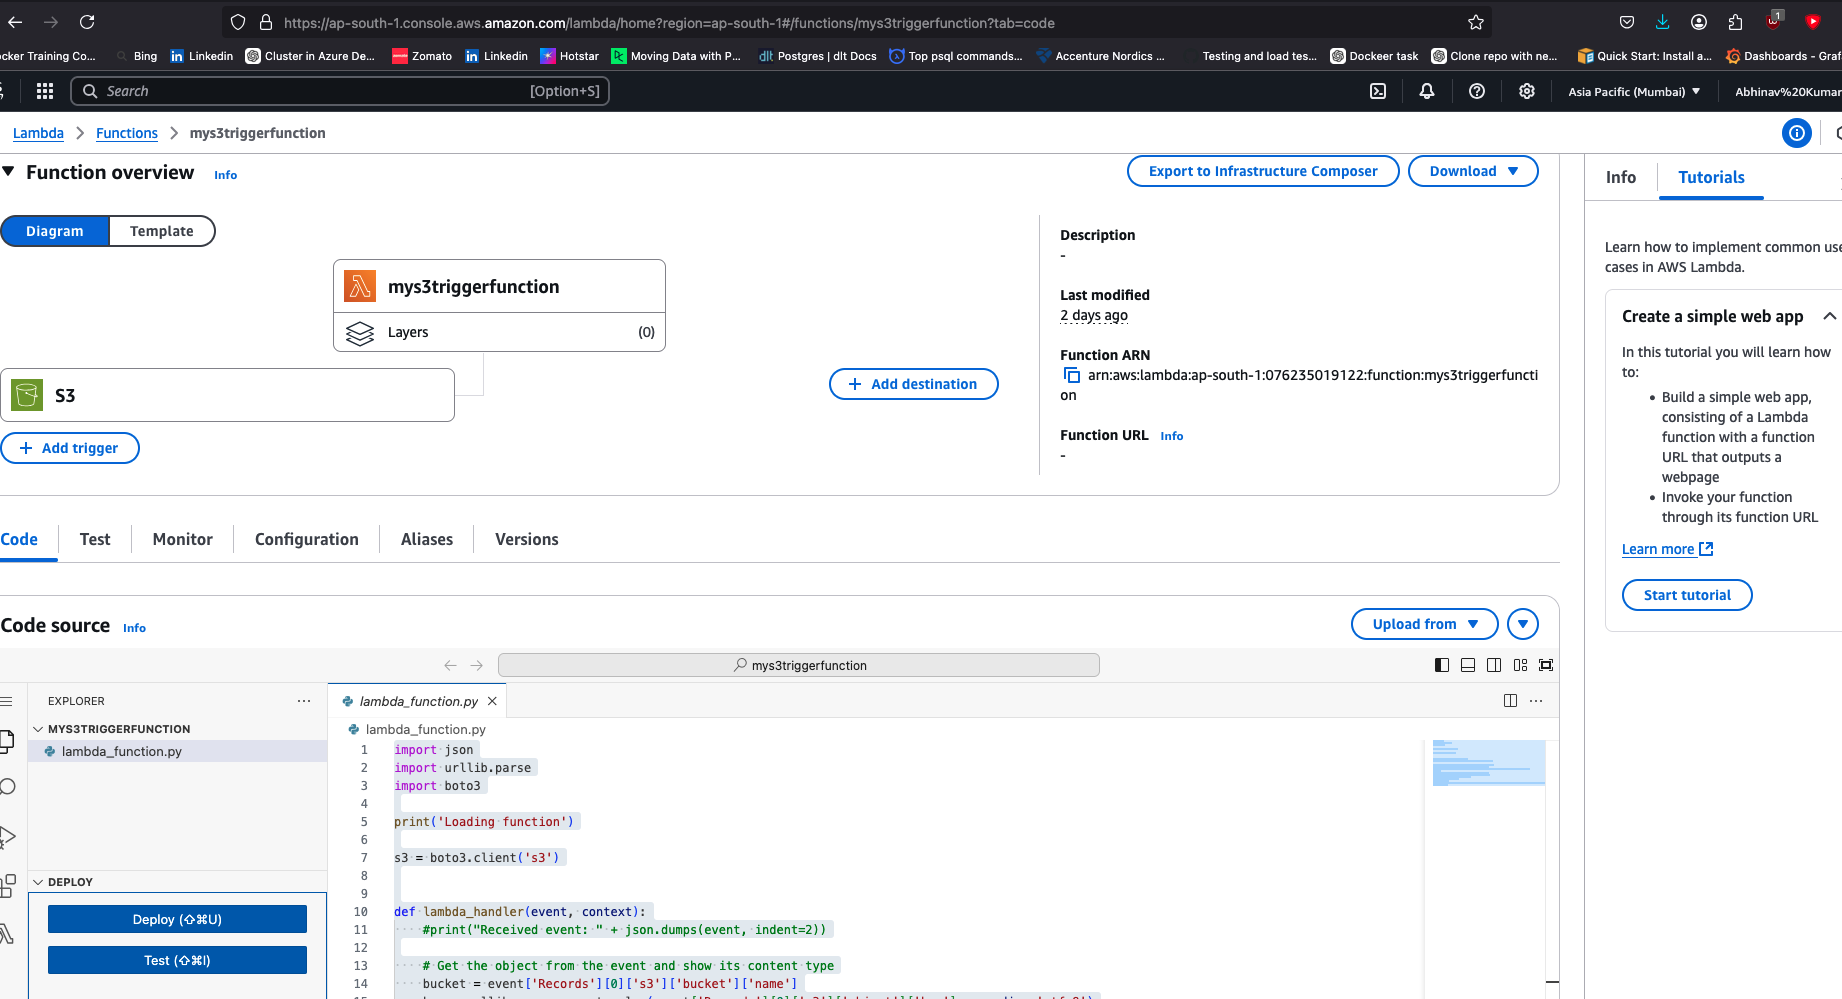 https://ap-south-1.console.aws.amazon.com/lambda/home?region=ap-south-1#/functions/mys3triggerfunction?tab=code
1
ocker Training Co...
Bing
Linkedin
Cluster in Azure De...
Zomato
Linkedin
Hotstar
Moving Data with P...
dlt Postgres | dlt Docs
Top psql commands...
Accenture Nordics ...
Testing and load tes...
Dockeer task
Clone repo with ne...
Quick Start: Install a...
Dashboards - Graf
Search
[Option+S]
Asia Pacific (Mumbai)
Abhinav%20Kumar
Lambda
Functions
mys3triggerfunction
Function overview
Info
Export to Infrastructure Composer
Download
Diagram
Template
mys3triggerfunction
Layers
(0)
S3
+ Add trigger
+ Add destination
Description
-
Last modified
2 days ago
Function ARN
arn:aws:lambda:ap-south-1:076235019122:function:mys3triggerfuncti
on
Function URL Info
-
Info
Tutorials
Learn how to implement common use
cases in AWS Lambda.
Create a simple web app
In this tutorial you will learn how
to:
• Build a simple web app,
consisting of a Lambda
function with a function
URL that outputs a
webpage
• Invoke your function
through its function URL
Learn more
Start tutorial
Code
Test
Monitor
Configuration
Aliases
Versions
Code source Info
Upload from
mys3triggerfunction
EXPLORER
MYS3TRIGGERFUNCTION
lambda_function.py
DEPLOY
Deploy (⇧⌘U)
Test (⇧⌘I)
lambda_function.py
lambda_function.py
1 import json
2 import urllib.parse
3 import boto3
4
5 print('Loading function')
6
7 s3 = boto3.client('s3')
8
9
10 def lambda_handler(event, context):
11 #print("Received event: " + json.dumps(event, indent=2))
12
13 # Get the object from the event and show its content type
14 bucket = event['Records'][0]['s3']['bucket']['name']